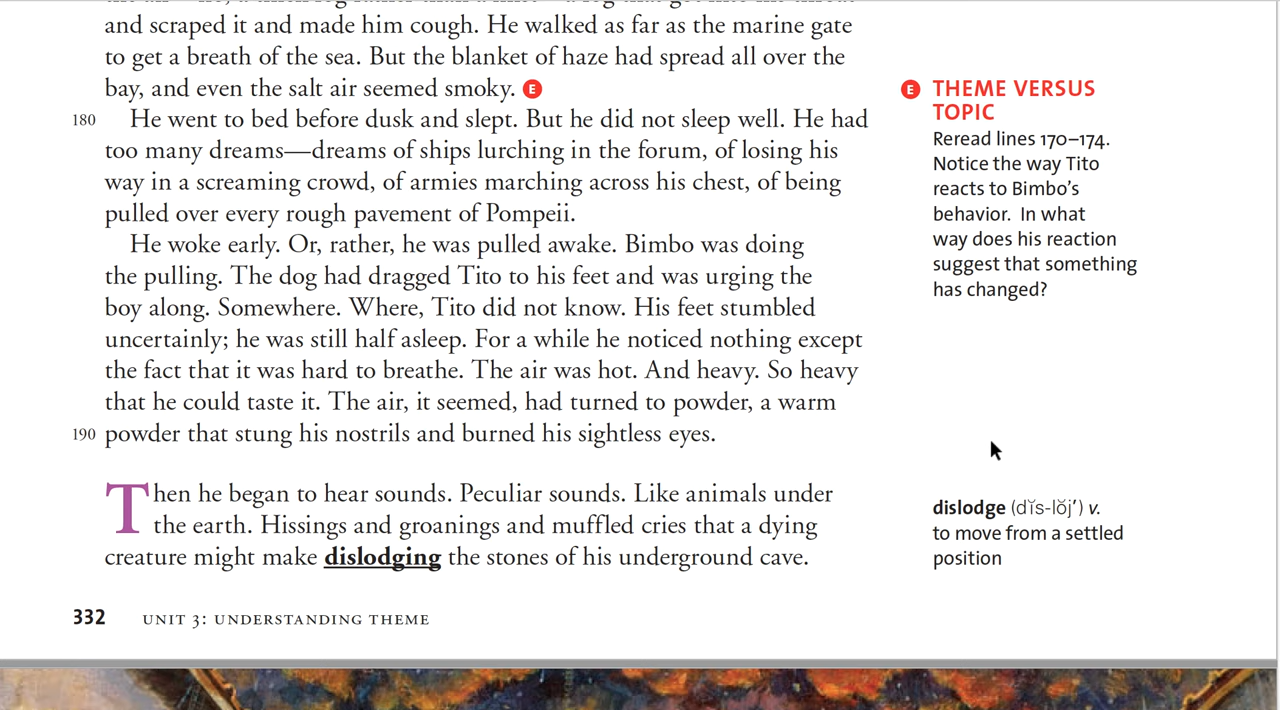 and scraped it and made him cough. He walked as far as the marine gate
to get a breath of the sea. But the blanket of haze had spread all over the
bay, and even the salt air seemed smoky. E
180 He went to bed before dusk and slept. But he did not sleep well. He had
too many dreams—dreams of ships lurching in the forum, of losing his
way in a screaming crowd, of armies marching across his chest, of being
pulled over every rough pavement of Pompeii.
He woke early. Or, rather, he was pulled awake. Bimbo was doing
the pulling. The dog had dragged Tito to his feet and was urging the
boy along. Somewhere. Where, Tito did not know. His feet stumbled
uncertainly; he was still half asleep. For a while he noticed nothing except
the fact that it was hard to breathe. The air was hot. And heavy. So heavy
that he could taste it. The air, it seemed, had turned to powder, a warm
190 powder that stung his nostrils and burned his sightless eyes.
Then he began to hear sounds. Peculiar sounds. Like animals under
the earth. Hissings and groanings and muffled cries that a dying
creature might make dislodging the stones of his underground cave.
E THEME VERSUS
TOPIC
Reread lines 170–174.
Notice the way Tito
reacts to Bimbo's
behavior. In what
way does his reaction
suggest that something
has changed?
dislodge (dĭs-lŏj′) v.
to move from a settled
position
332 UNIT 3: UNDERSTANDING THEME